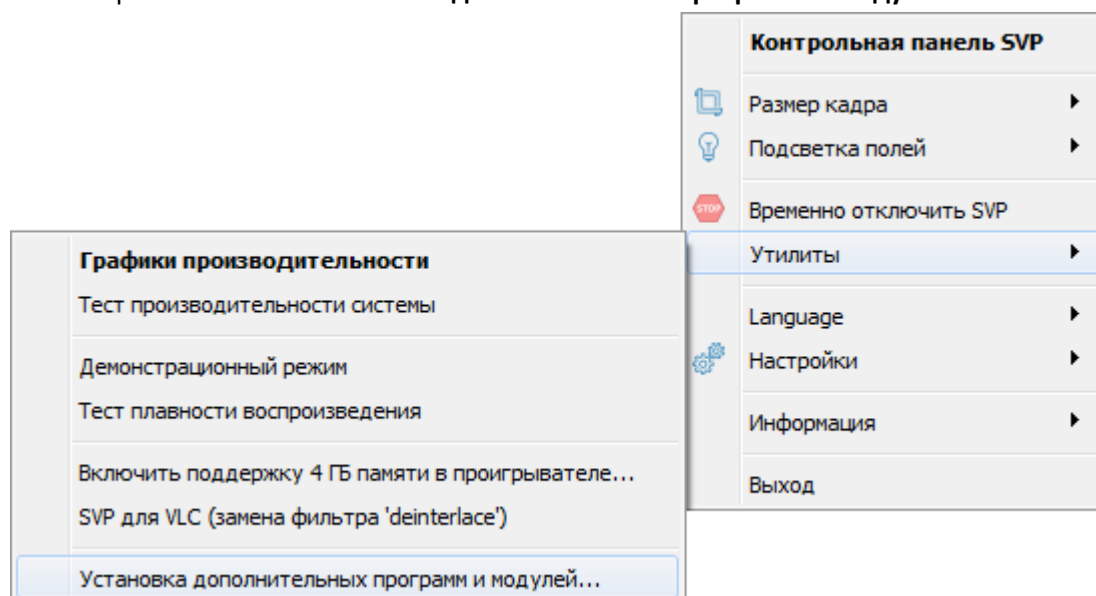 Контрольная панель SVP
Размер кадра
Подсветка полей
STOP
Временно отключить SVP
Утилиты
Language
Настройки
Информация
Выход
Графики производительности
Тест производительности системы
Демонстрационный режим
Тест плавности воспроизведения
Включить поддержку 4 ГБ памяти в проигрывателе...
SVP для VLC (замена фильтра 'deinterlace')
Установка дополнительных программ и модулей...